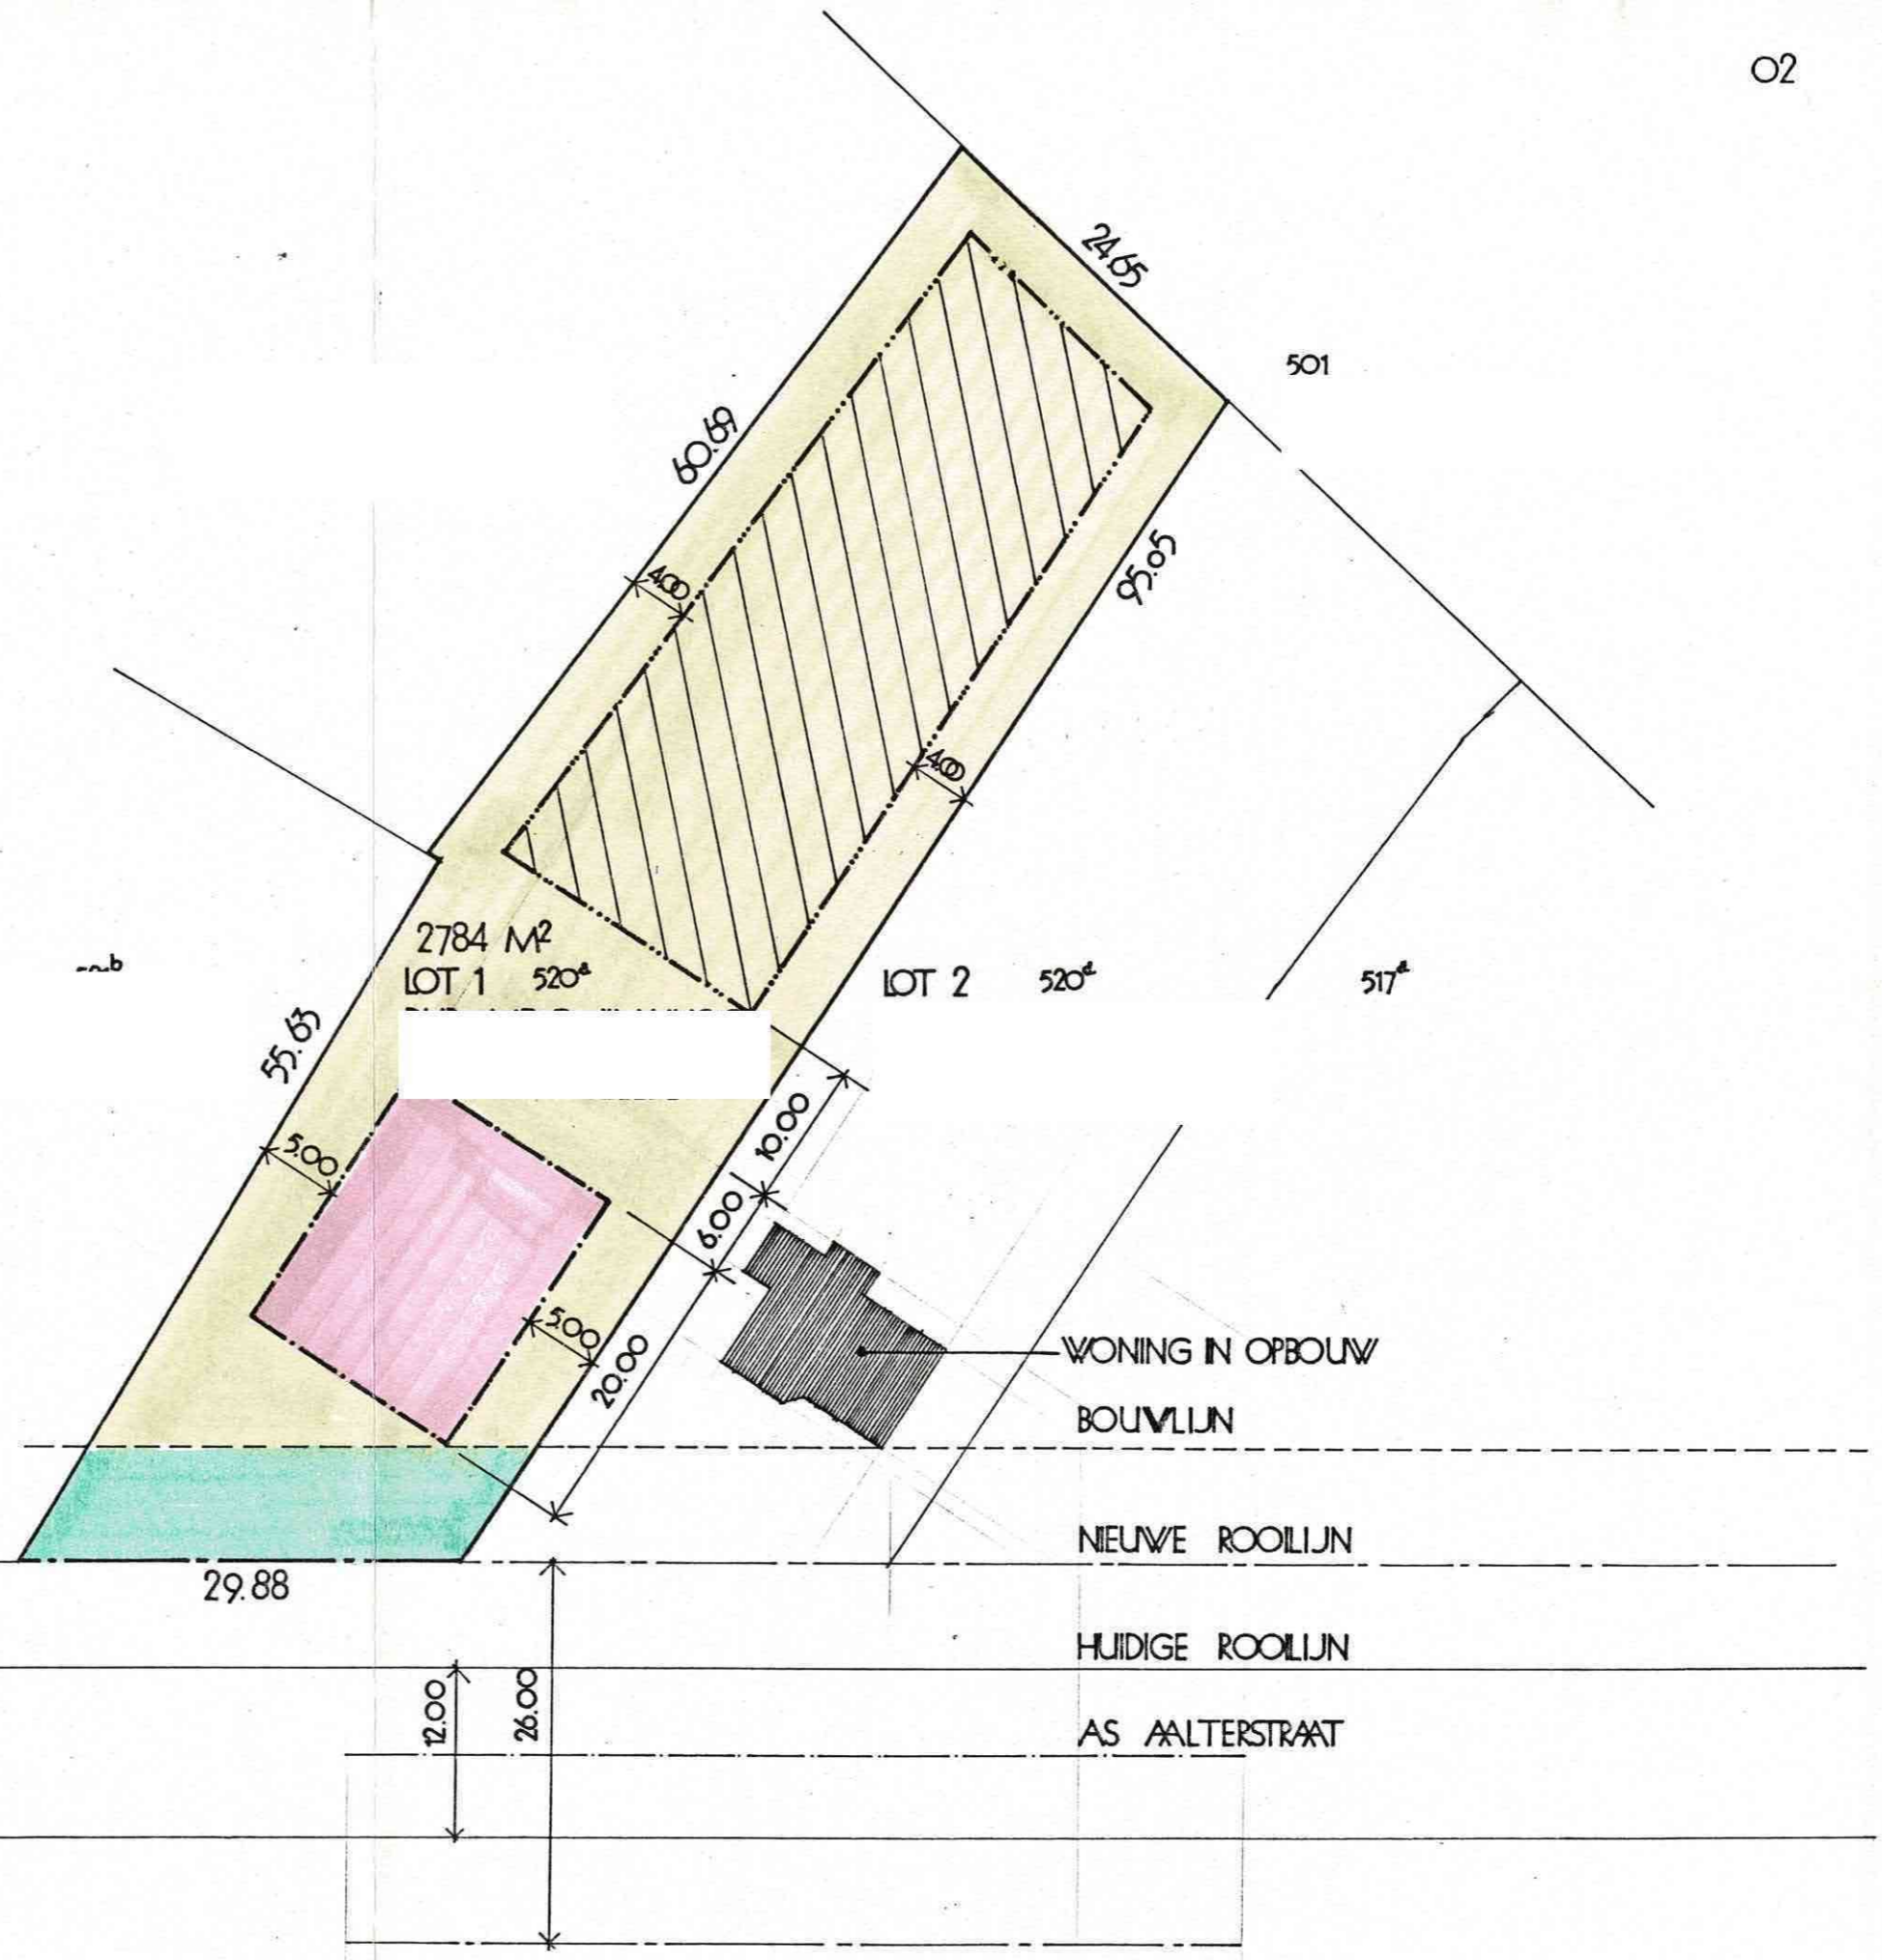 O2
24.65
501
60.69
95.05
4.00
4.00
2784 M²
LOT 1 520ᵈ
LOT 2 520ᵈ
517ᵈ
55.63
10.00
5.00
6.00
5.00
20.00
WONING IN OPBOUW
BOUWLIJN
NIEUWE ROOILIJN
29.88
HUIDIGE ROOILIJN
12.00
26.00
AS AALTERSTRAAT